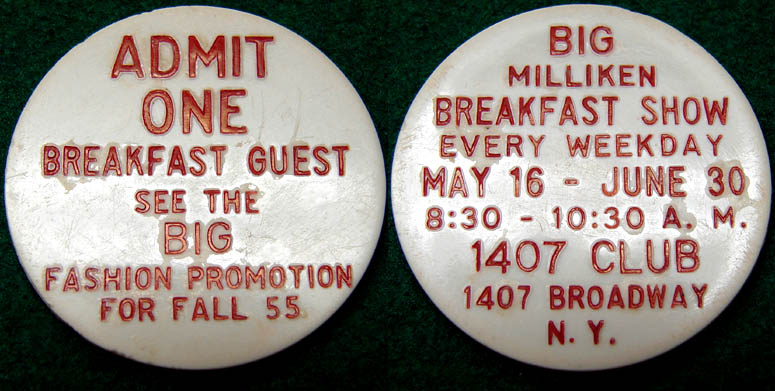 ADMIT
ONE
BREAKFAST GUEST
SEE THE
BIG
FASHION PROMOTION
FOR FALL 55
BIG
MILLIKEN
BREAKFAST SHOW
EVERY WEEKDAY
MAY 16 - JUNE 30
8:30 - 10:30 A. M.
1407 CLUB
1407 BROADWAY
N. Y.